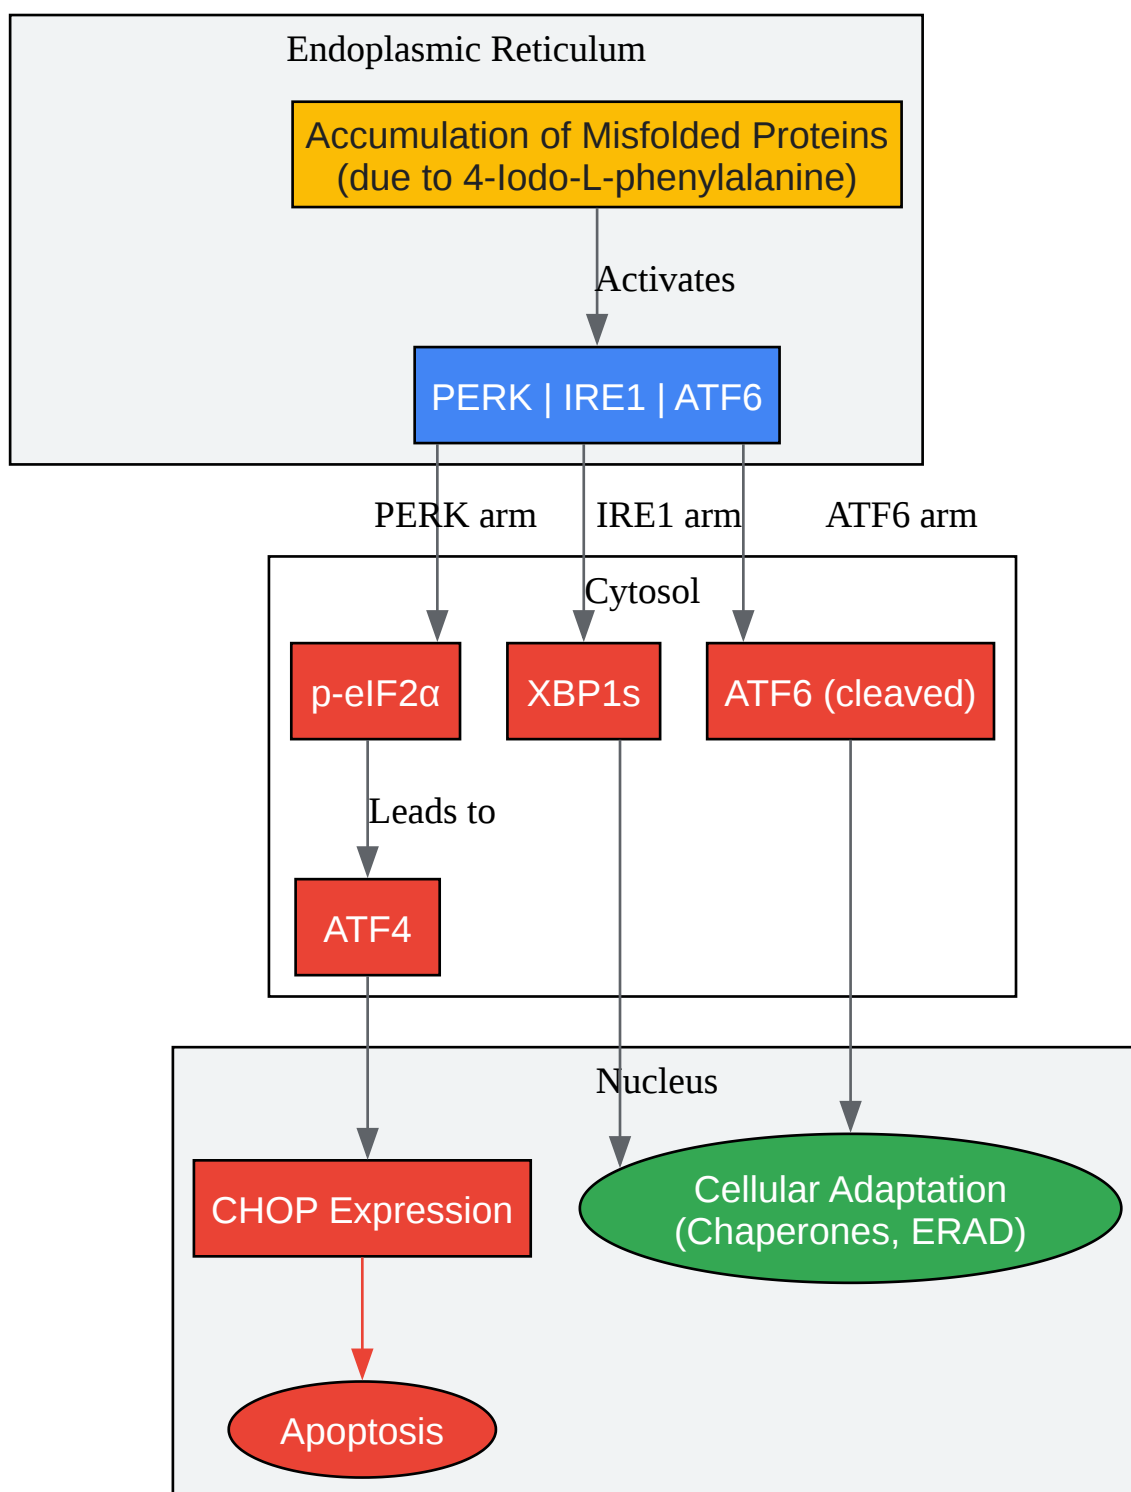 Endoplasmic Reticulum
Accumulation of Misfolded Proteins
(due to 4-Iodo-L-phenylalanine)
Activates
PERK | IRE1 | ATF6
PERK arm
IRE1 arm
ATF6 arm
Cytosol
p-eIF2α
XBP1s
ATF6 (cleaved)
Leads to
ATF4
Nucleus
CHOP Expression
Cellular Adaptation
(Chaperones, ERAD)
Apoptosis